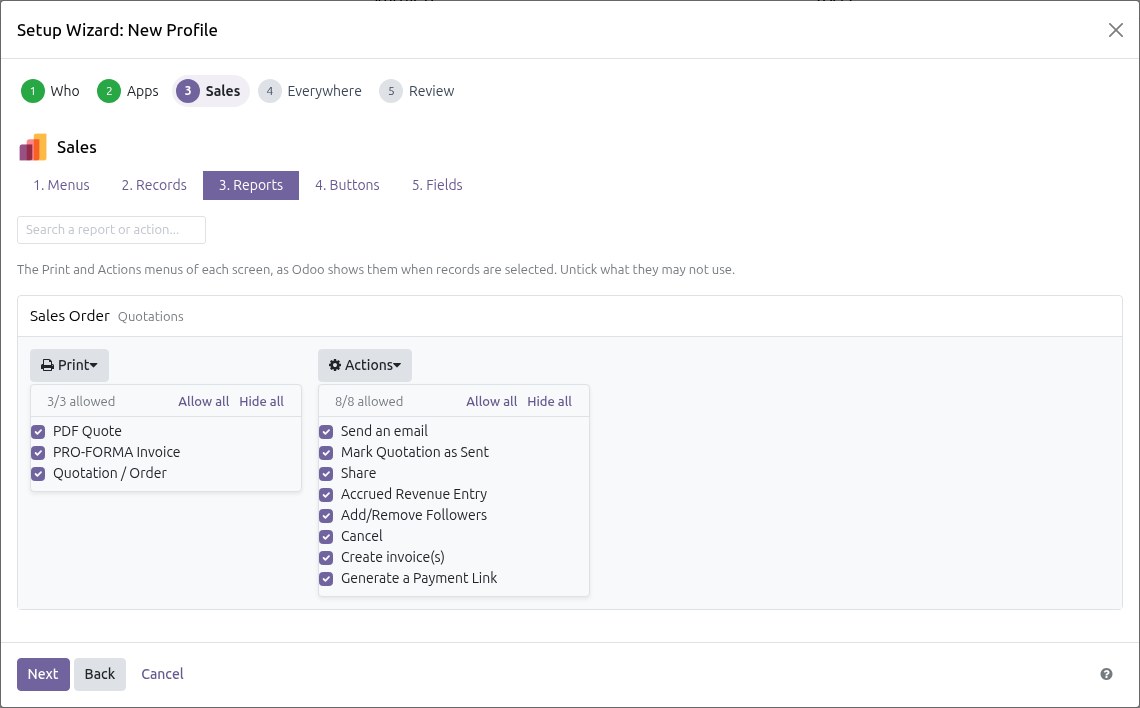 Setup Wizard: New Profile
1 Who 2 Apps 3 Sales 4 Everywhere 5 Review
Sales
1. Menus 2. Records 3. Reports 4. Buttons 5. Fields
Search a report or action...
The Print and Actions menus of each screen, as Odoo shows them when records are selected. Untick what they may not use.
Sales Order Quotations
Print Actions
3/3 allowed Allow all Hide all
PDF Quote
PRO-FORMA Invoice
Quotation / Order
8/8 allowed Allow all Hide all
Send an email
Mark Quotation as Sent
Share
Accrued Revenue Entry
Add/Remove Followers
Cancel
Create invoice(s)
Generate a Payment Link
Next Back Cancel ?